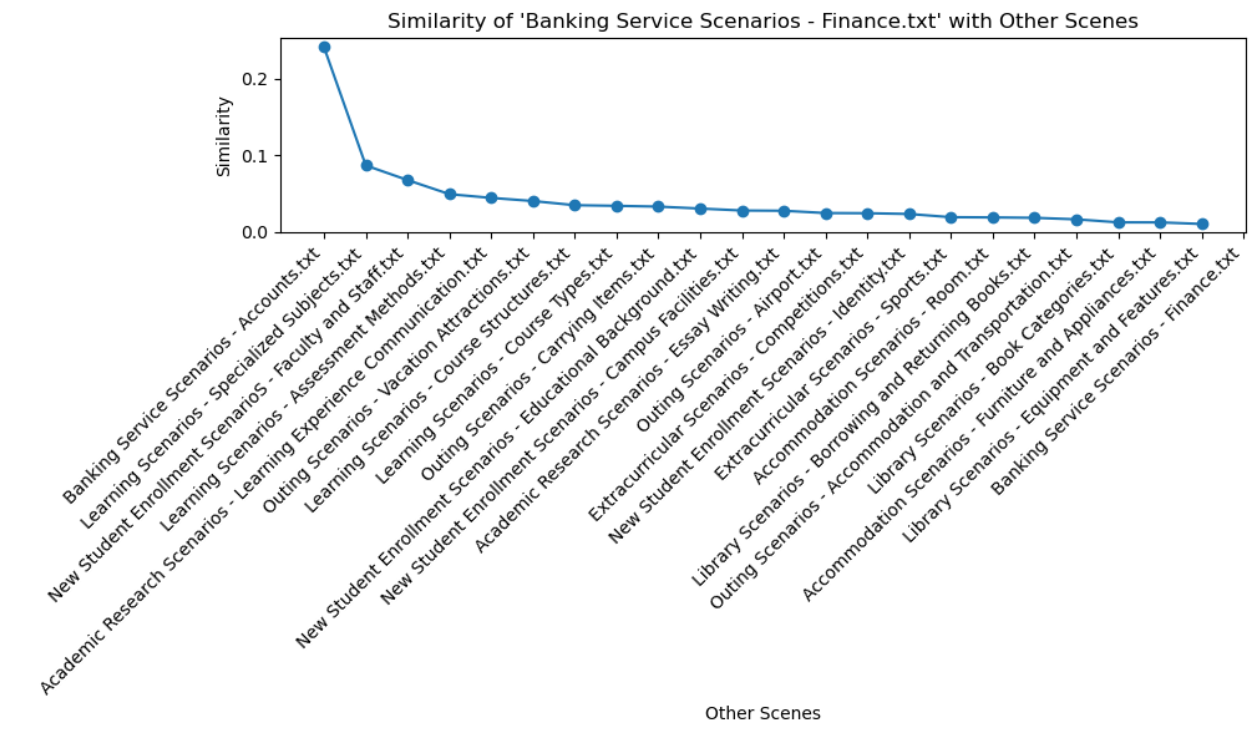 Similarity of 'Banking Service Scenarios - Finance.txt' with Other Scenes
Similarity
0.2
0.1
0.0
Banking Service Scenarios - Accounts.txt
Learning Scenarios - Specialized Subjects.txt
New Student Enrollment Scenarios - Faculty and Staff.txt
Learning Scenarios - Assessment Methods.txt
Academic Research Scenarios - Learning Experience Communication.txt
Outing Scenarios - Vacation Attractions.txt
Learning Scenarios - Course Structures.txt
Learning Scenarios - Course Types.txt
Outing Scenarios - Carrying Items.txt
New Student Enrollment Scenarios - Educational Background.txt
New Student Enrollment Scenarios - Campus Facilities.txt
Academic Research Scenarios - Essay Writing.txt
Outing Scenarios - Airport.txt
Extracurricular Scenarios - Competitions.txt
New Student Enrollment Scenarios - Identity.txt
Extracurricular Scenarios - Sports.txt
Accommodation Scenarios - Room.txt
Library Scenarios - Borrowing and Returning Books.txt
Outing Scenarios - Accommodation and Transportation.txt
Library Scenarios - Book Categories.txt
Accommodation Scenarios - Furniture and Appliances.txt
Library Scenarios - Equipment and Features.txt
Banking Service Scenarios - Finance.txt
Other Scenes